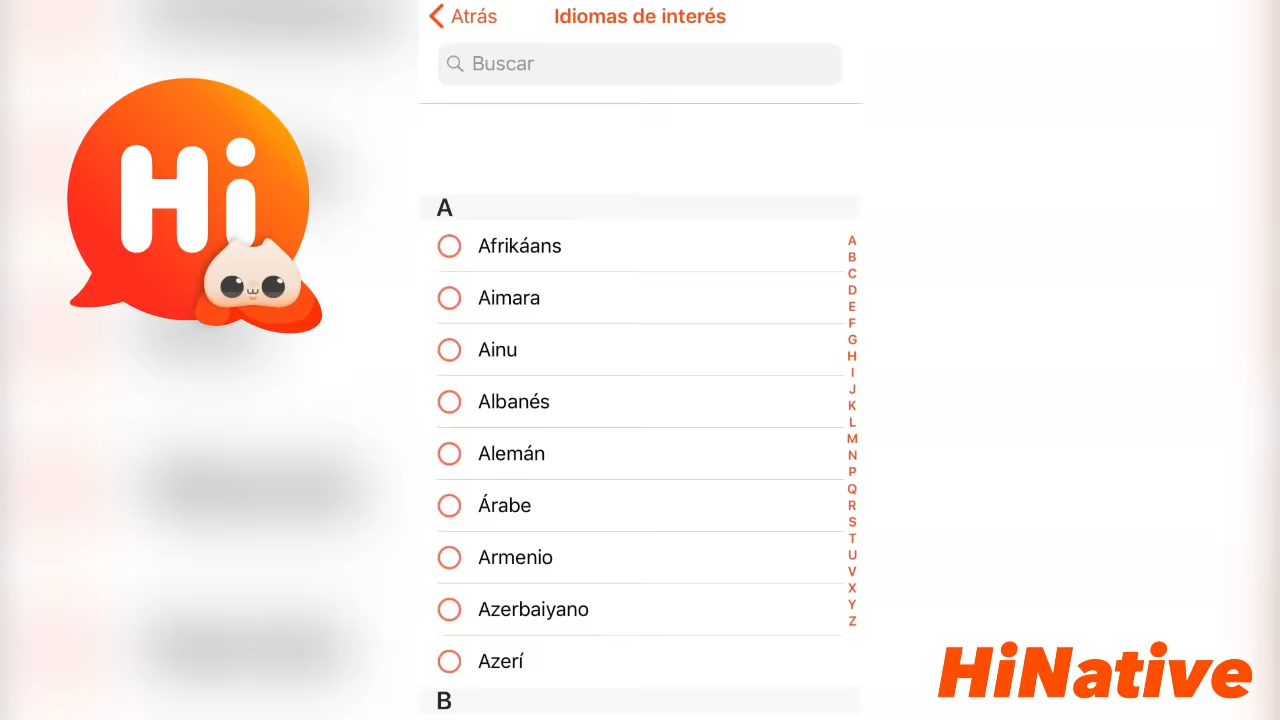 Atrás
Idiomas de interés
Buscar
Hi
A
Afrikáans
Aimara
Ainu
Albanés
Alemán
Árabe
Armenio
Azerbaiyano
Azerí
B
A
B
C
D
E
F
G
H
I
J
K
L
M
N
P
Q
R
S
T
U
V
X
Y
Z
HiNative